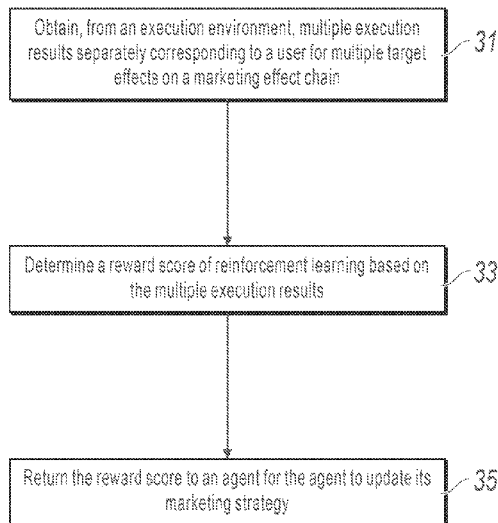 Obtain, from an execution environment, multiple execution
results separately corresponding to a user for multiple target
effects on a marketing effect chain
31
Determine a reward score of reinforcement learning based on
the multiple execution results
33
Return the reward score to an agent for the agent to update its
marketing strategy
35